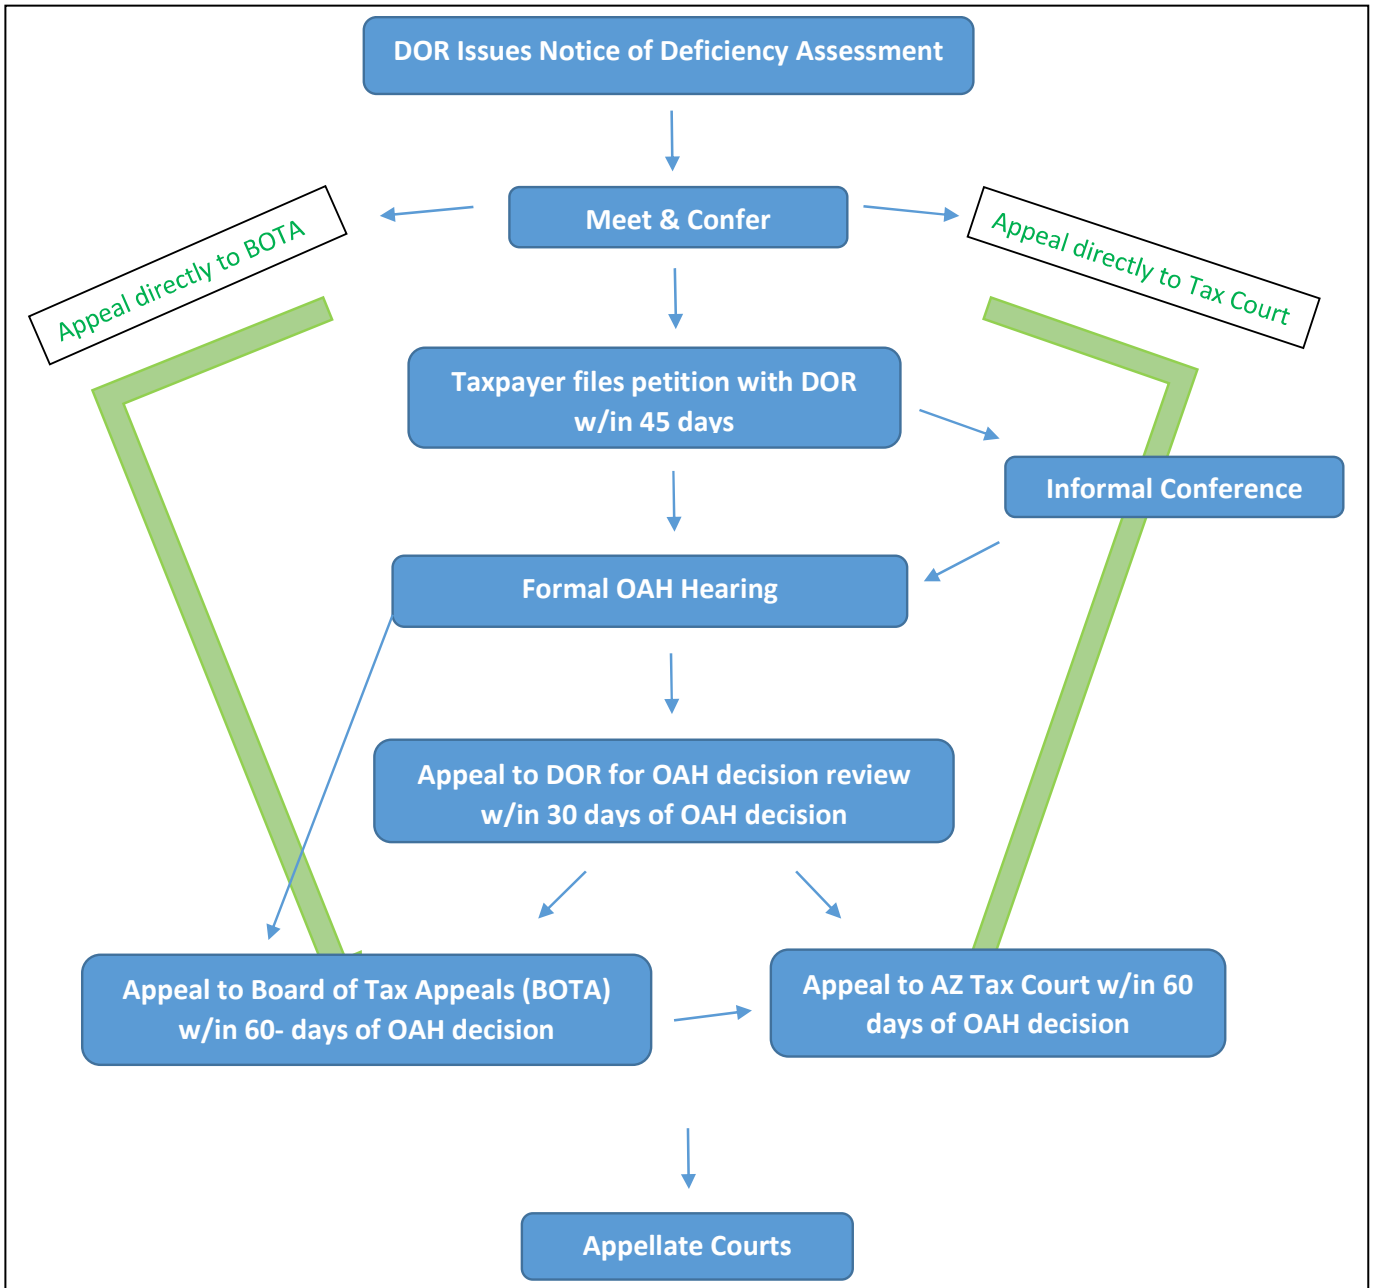 DOR Issues Notice of Deficiency Assessment
Meet & Confer
Appeal directly to BOTA
Appeal directly to Tax Court
Taxpayer files petition with DOR
w/in 45 days
Informal Conference
Formal OAH Hearing
Appeal to DOR for OAH decision review
w/in 30 days of OAH decision
Appeal to Board of Tax Appeals (BOTA)
w/in 60- days of OAH decision
Appeal to AZ Tax Court w/in 60
days of OAH decision
Appellate Courts